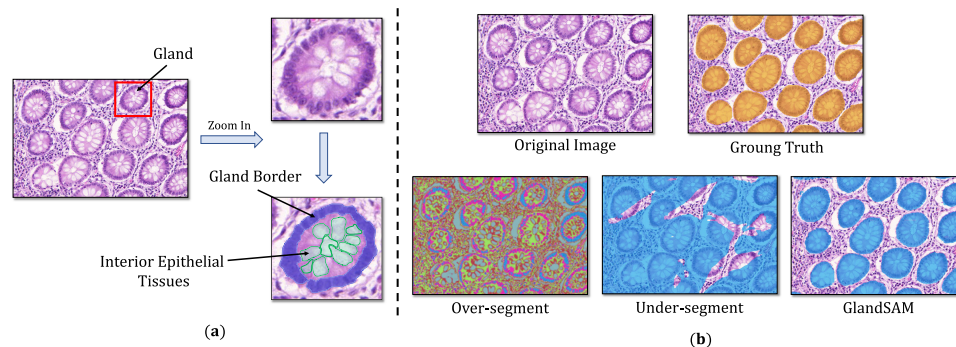 Gland
Zoom In
Gland Border
Interior Epithelial
Tissues
(a)
Original Image
Groung Truth
Over-segment
Under-segment
GlandSAM
(b)